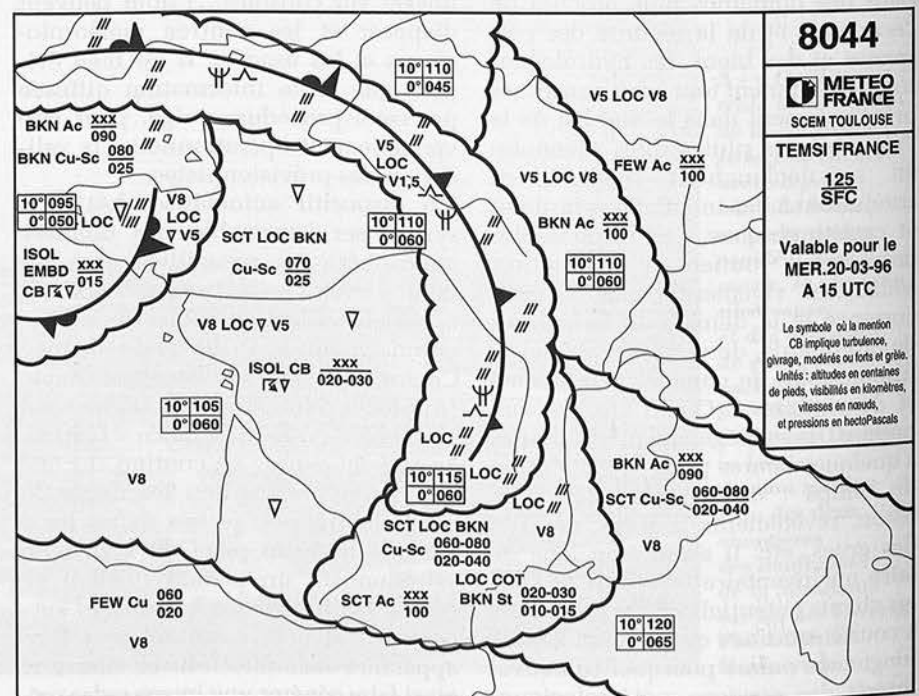 8044
METEO
FRANCE
SCEM TOULOUSE
TEMSI FRANCE
125
SFC
Valable pour le
MER.20-03-96
A 15 UTC
Le symbole où la mention
CB implique turbulence,
givrage, modérés ou forts et grêle.
Unités : altitudes en centaines
de pieds, visibilités en kilomètres,
vitesses en nœuds,
et pressions en hectoPascals
10° 110
0° 045
BKN Ac xxx
090
BKN Cu-Sc 080
025
10° 095
0° 050
LOC
V8
LOC
V5
ISOL
EMBD xxx
CB 015
SCT LOC BKN
Cu-Sc 070
025
V8 LOC V5
ISOL CB xxx
020-030
10° 105
0° 060
V8
V5
LOC
V1,5
10° 110
0° 060
V5 LOC V8
V5 LOC V8
FEW Ac xxx
100
BKN Ac xxx
100
10° 110
0° 060
LOC
10° 115
0° 060
LOC
LOC
V8
BKN Ac xxx
090
SCT Cu-Sc 060-080
020-040
V8
SCT LOC BKN
Cu-Sc 060-080
020-040
LOC COT
BKN St 020-030
010-015
SCT Ac xxx
100
FEW Cu 060
020
V8
10° 120
0° 065